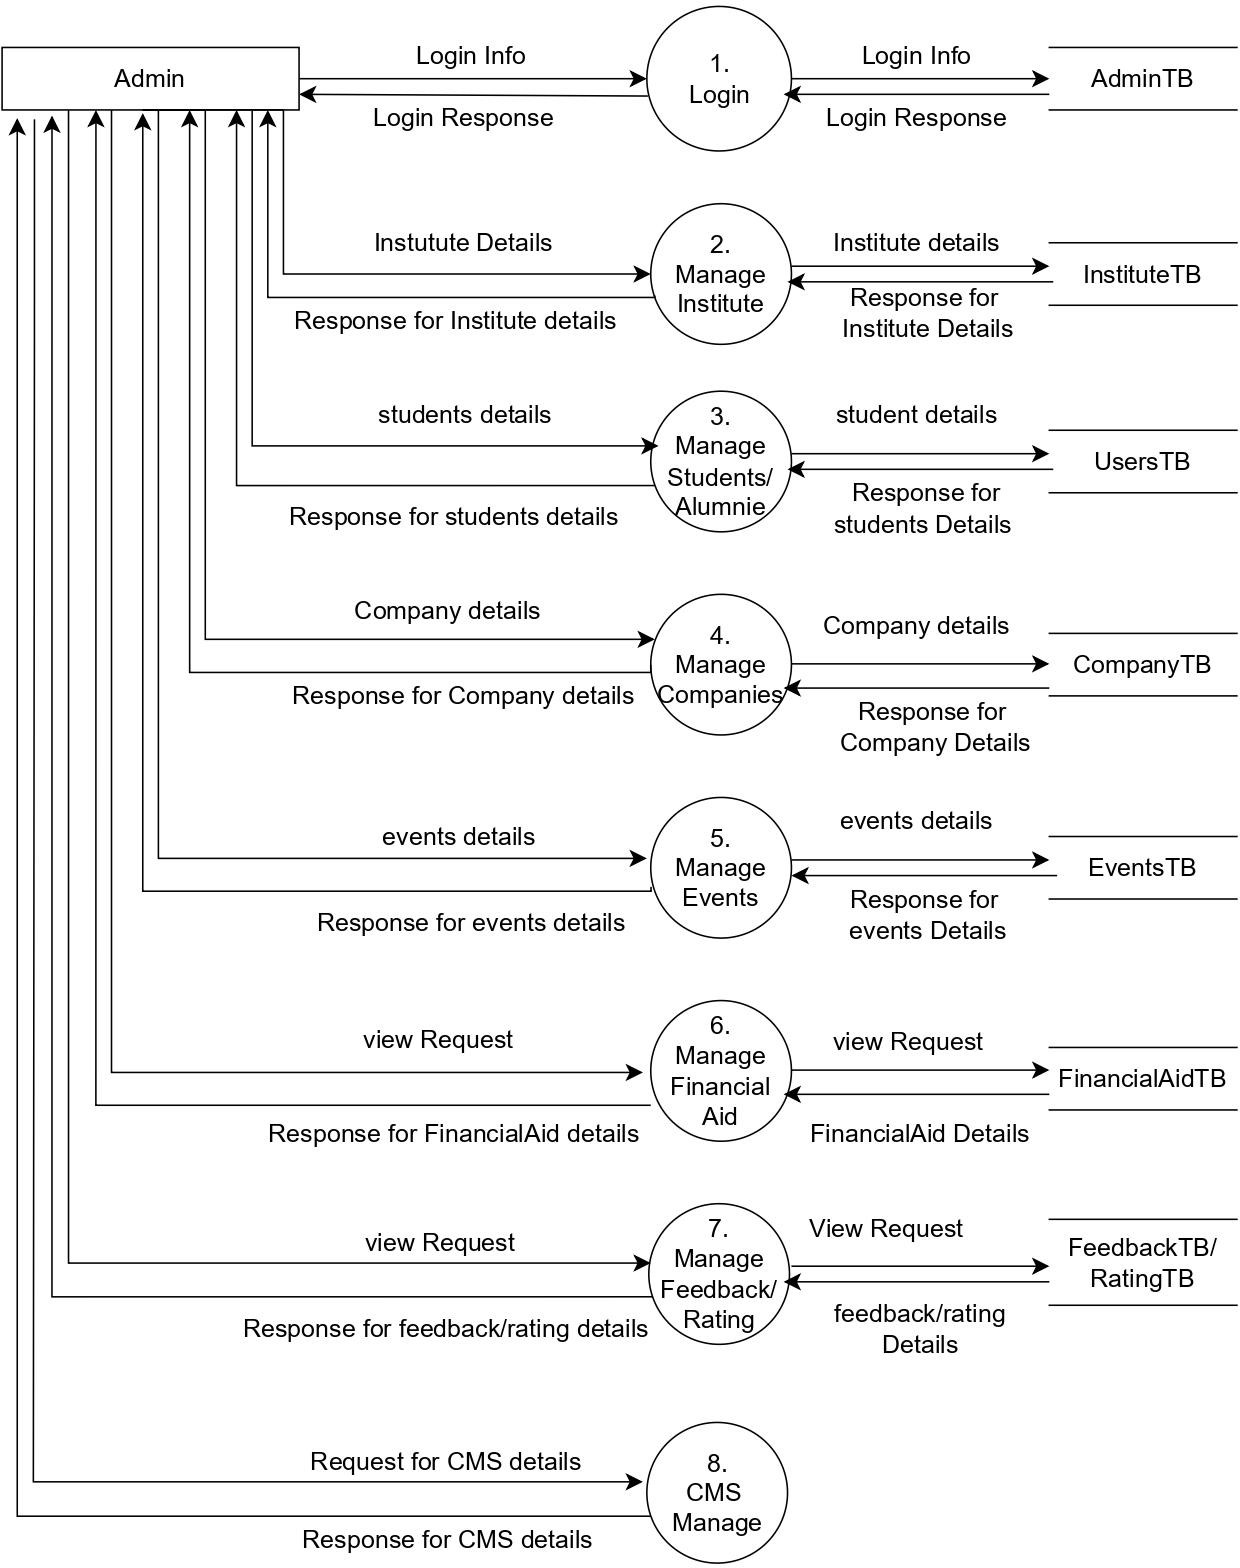 Admin
Login Info
1.
Login
Login Info
AdminTB
Login Response
Login Response
Instutute Details
2.
Manage
Institute
Institute details
InstituteTB
Response for Institute details
Response for
Institute Details
students details
3.
Manage
Students/
Alumnie
student details
UsersTB
Response for students details
Response for
students Details
Company details
4.
Manage
Companies
Company details
CompanyTB
Response for Company details
Response for
Company Details
events details
5.
Manage
Events
events details
EventsTB
Response for events details
Response for
events Details
view Request
6.
Manage
Financial
Aid
view Request
FinancialAidTB
Response for FinancialAid details
FinancialAid Details
view Request
7.
Manage
Feedback/
Rating
View Request
FeedbackTB/
RatingTB
Response for feedback/rating details
feedback/rating
Details
Request for CMS details
8.
CMS
Manage
Response for CMS details